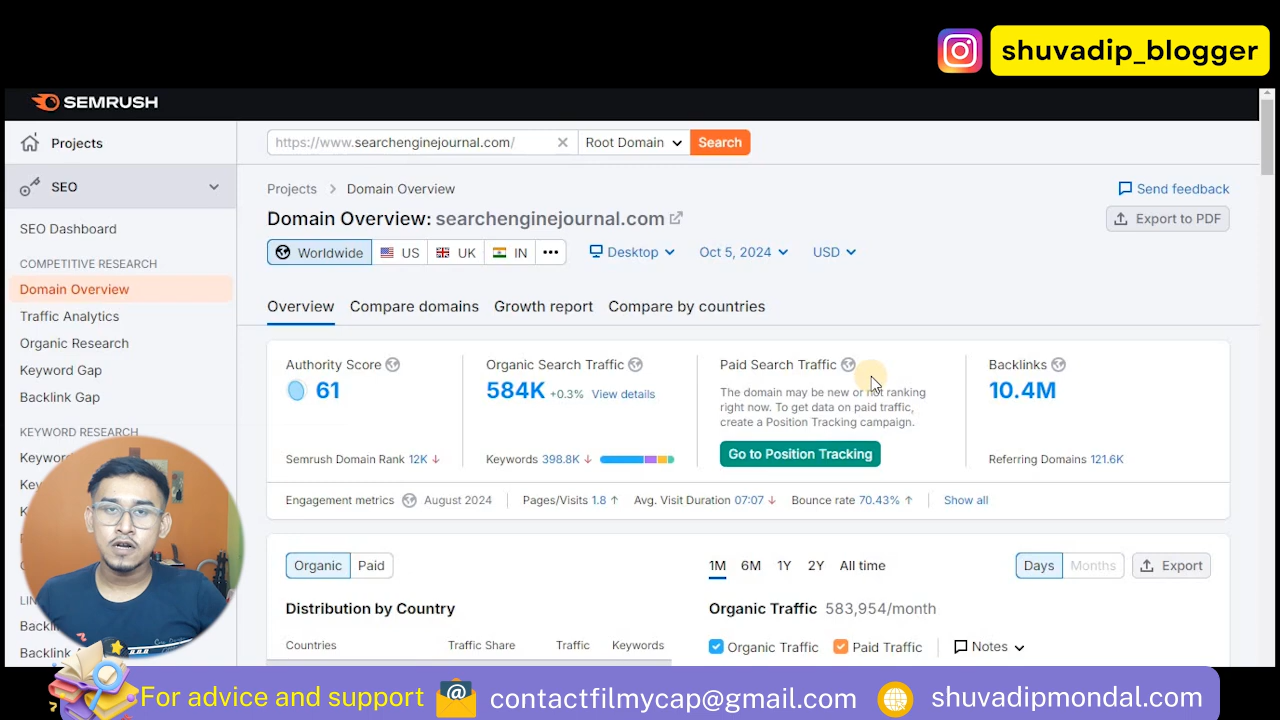 shuvadip_blogger
SEMRUSH
Projects
https://www.searchenginejournal.com/
Root Domain
Search
SEO
Projects
Domain Overview
Send feedback
Domain Overview: searchenginejournal.com
Export to PDF
SEO Dashboard
Worldwide
US
UK
IN
Desktop
Oct 5, 2024
USD
COMPETITIVE RESEARCH
Domain Overview
Traffic Analytics
Organic Research
Keyword Gap
Backlink Gap
KEYWORD RESEARCH
Overview
Compare domains
Growth report
Compare by countries
Authority Score
61
Semrush Domain Rank 12K
Organic Search Traffic
584K +0.3% View details
Keywords 398.8K
Paid Search Traffic
The domain may be new or not ranking
right now. To get data on paid traffic,
create a Position Tracking campaign.
Go to Position Tracking
Backlinks
10.4M
Referring Domains 121.6K
Engagement metrics
August 2024
Pages/Visits 1.8
Avg. Visit Duration 07:07
Bounce rate 70.43%
Show all
Organic
Paid
1M
6M
1Y
2Y
All time
Days
Months
Export
Distribution by Country
Organic Traffic 583,954/month
Countries
Traffic Share
Traffic
Keywords
Organic Traffic
Paid Traffic
Notes
For advice and support
contactfilmycap@gmail.com
shuvadipmondal.com